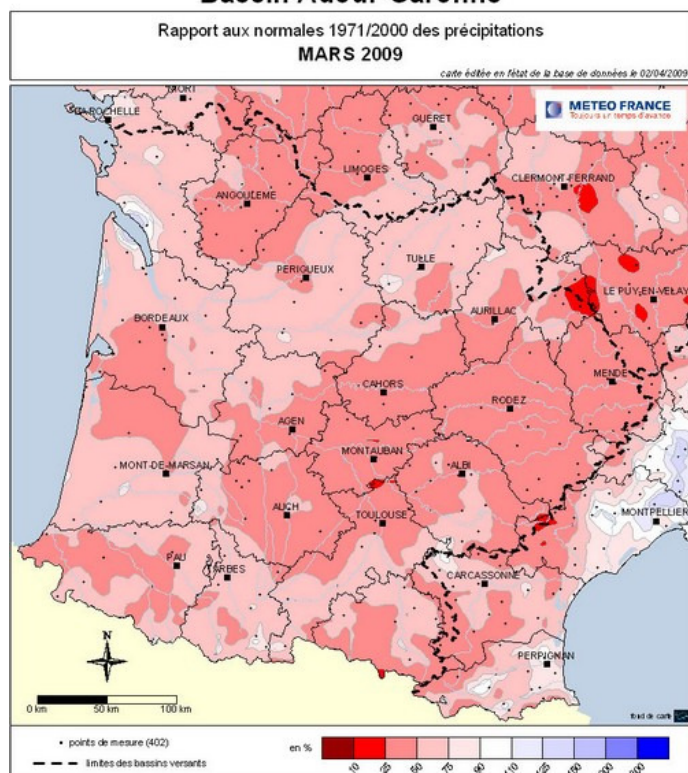 Bassin Adour-Garonne
Rapport aux normales 1971/2000 des précipitations
MARS 2009
carte éditée en l'état de la base de données le 02/04/2009
METEO FRANCE
Toujours un temps d'avance
NIORT
LA ROCHELLE
GUERET
LIMOGES
CLERMONT-FERRAND
ANGOULEME
TULLE
PERIGUEUX
LE PUY-EN-VELAY
AURILLAC
BORDEAUX
MENDE
CAHORS
RODEZ
AGEN
MONTAUBAN
ALBI
MONT-DE-MARSAN
AUCH
TOULOUSE
MONTPELLIER
PAU
TARBES
CARCASSONNE
PERPIGNAN
N
0 km 50 km 100 km
fond de carte
• points de mesure (402)
limites des bassins versants
en %
10 25 50 75 90 110 125 150 200 300